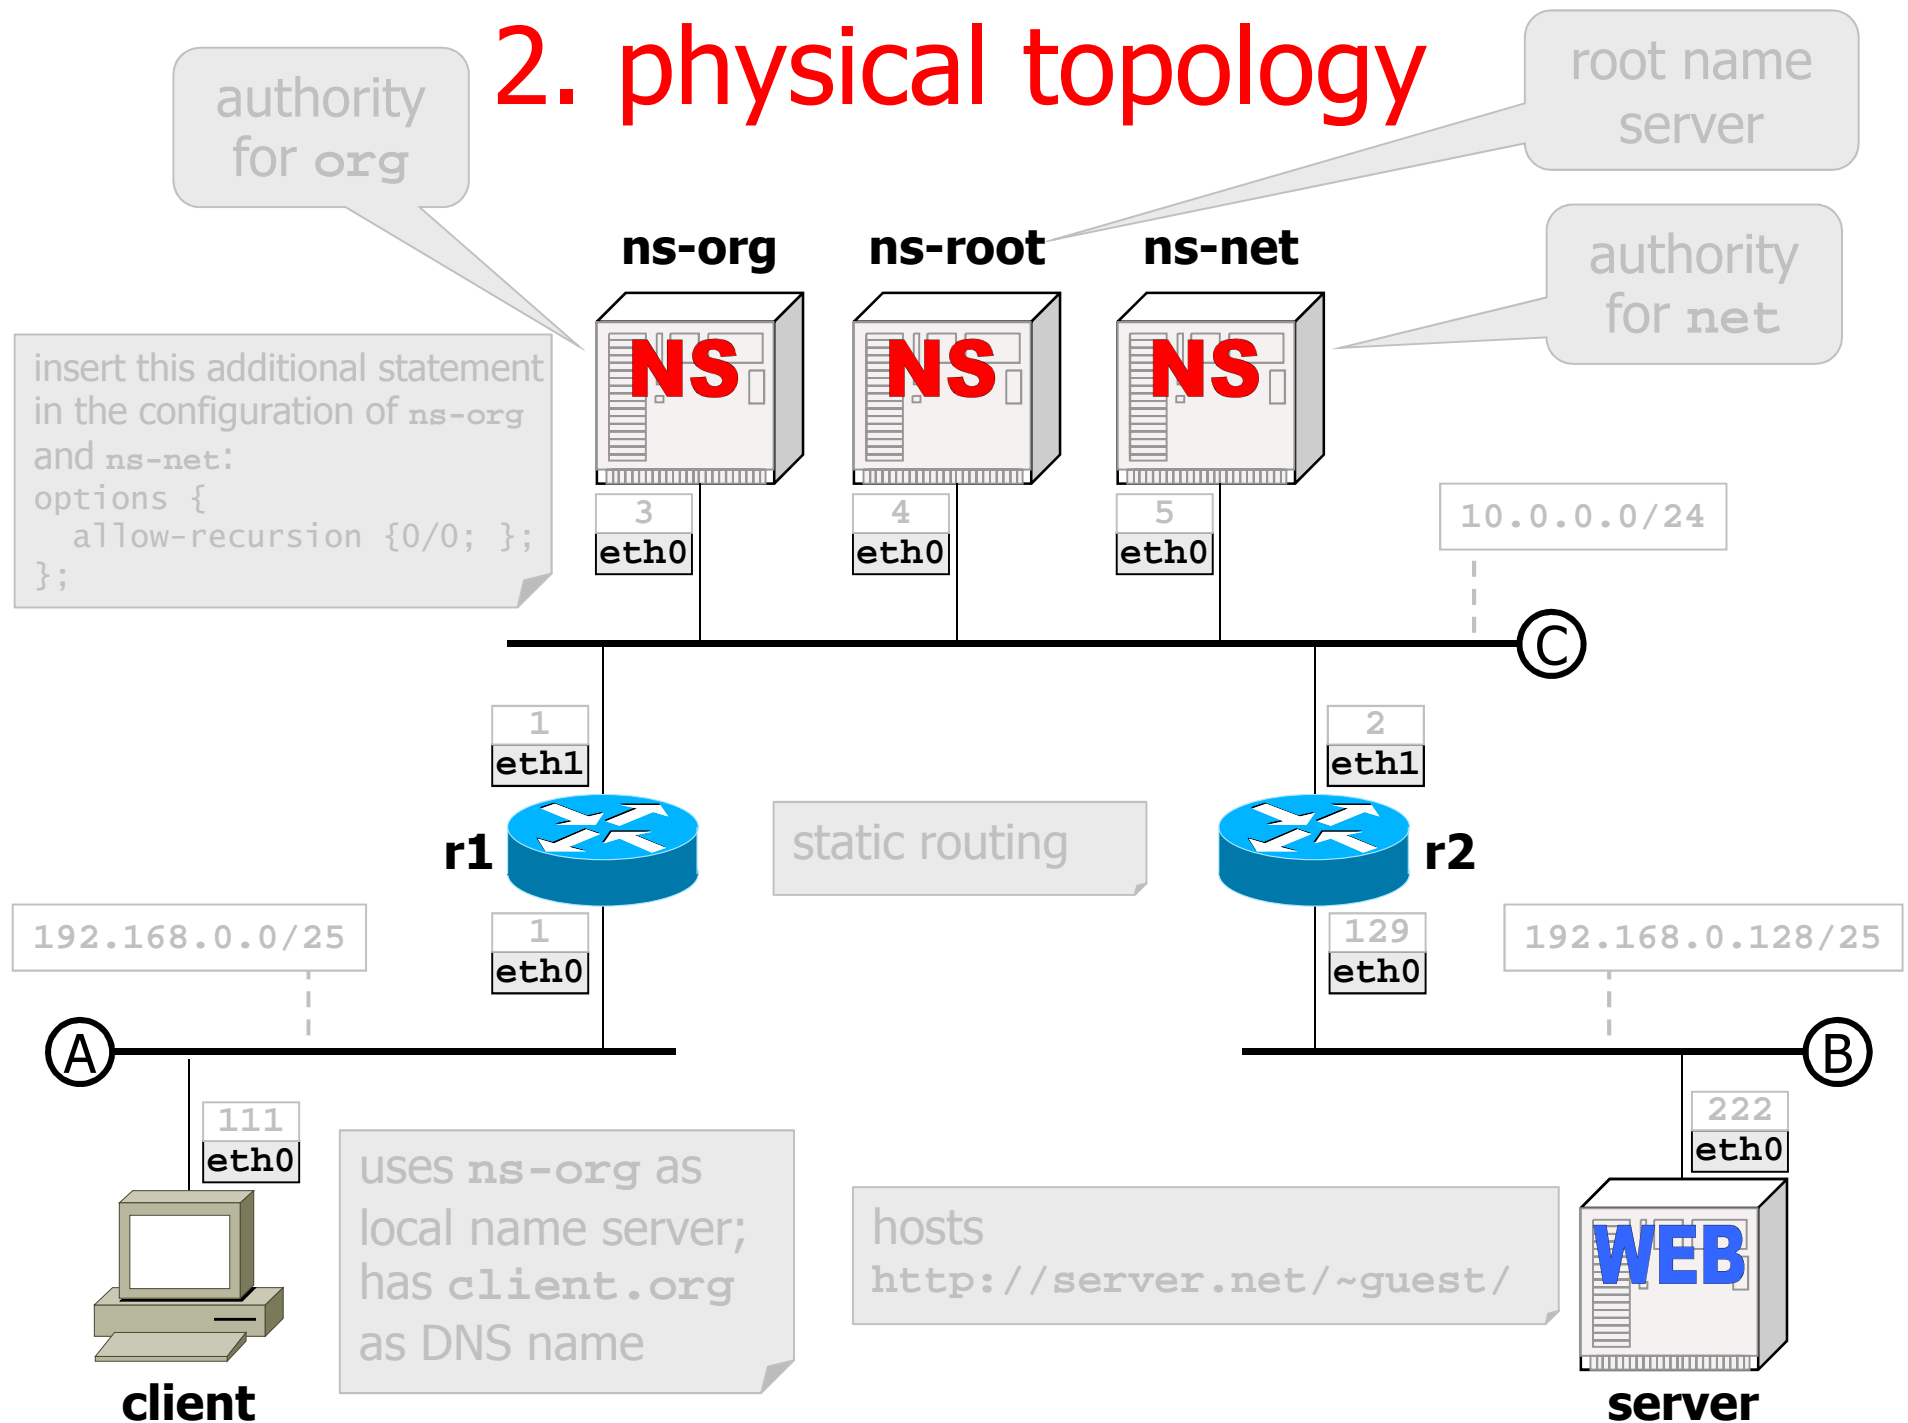 2. physical topology
authority
for org
root name
server
ns-org
ns-root
ns-net
authority
for net
NS
NS
NS
insert this additional statement
in the configuration of ns-org
and ns-net:
options {
allow-recursion {0/0; };
};
3
eth0
4
eth0
5
eth0
10.0.0.0/24
C
1
eth1
2
eth1
r1
static routing
r2
192.168.0.0/25
1
eth0
129
eth0
192.168.0.128/25
A
B
111
eth0
222
eth0
uses ns-org as
local name server;
has client.org
as DNS name
hosts
http://server.net/~guest/
WEB
client
server